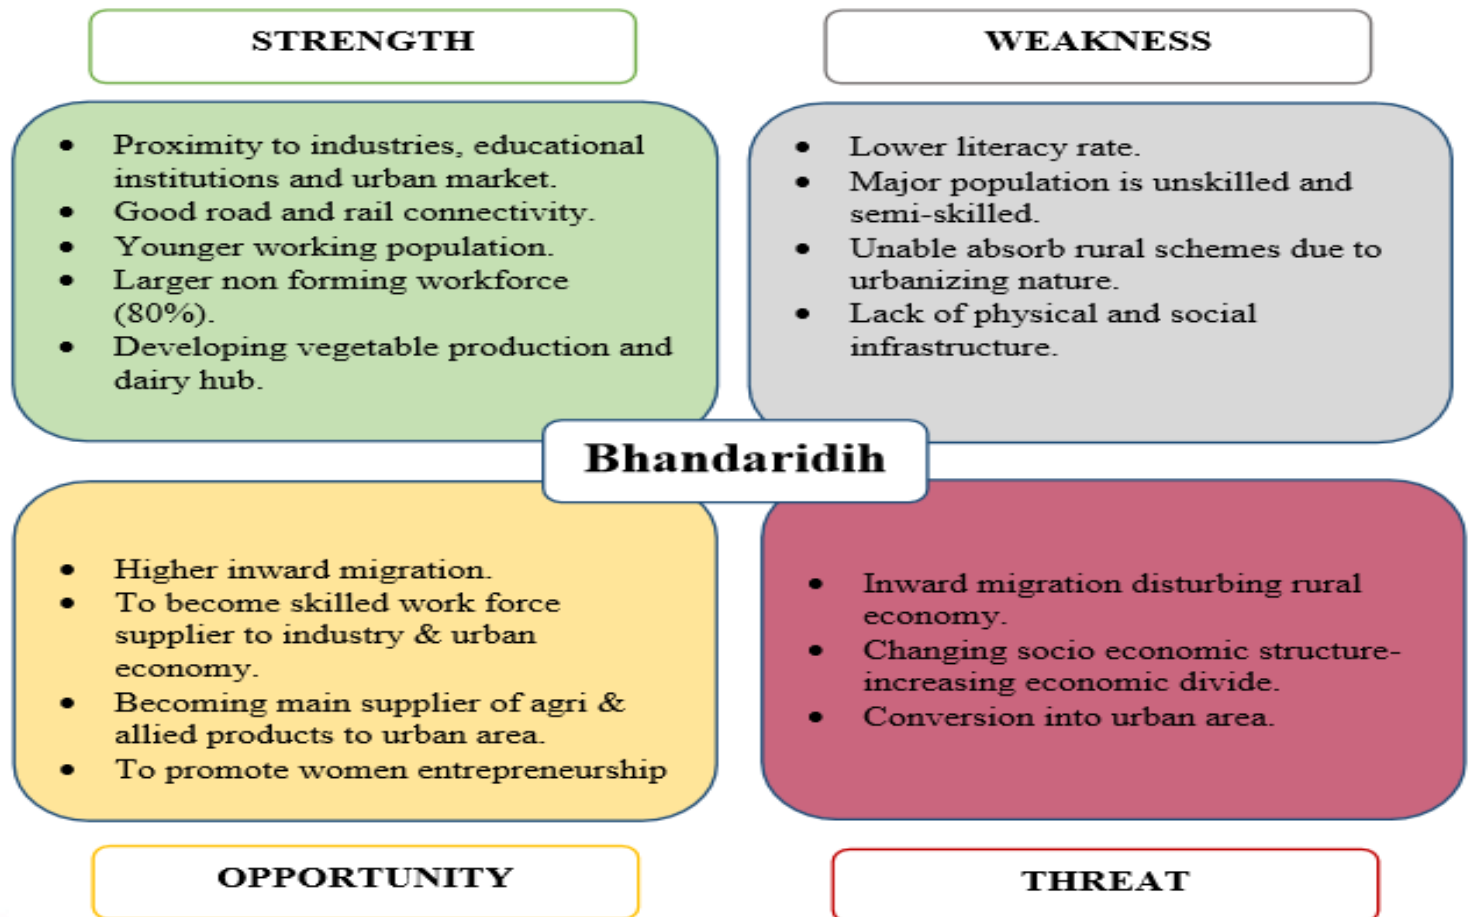 STRENGTH
• Proximity to industries, educational
institutions and urban market.
• Good road and rail connectivity.
• Younger working population.
• Larger non forming workforce
(80%).
• Developing vegetable production and
dairy hub.
WEAKNESS
• Lower literacy rate.
• Major population is unskilled and
semi-skilled.
• Unable absorb rural schemes due to
urbanizing nature.
• Lack of physical and social
infrastructure.
Bhandaridih
• Higher inward migration.
• To become skilled work force
supplier to industry & urban
economy.
• Becoming main supplier of agri &
allied products to urban area.
• To promote women entrepreneurship
OPPORTUNITY
• Inward migration disturbing rural
economy.
• Changing socio economic structure-
increasing economic divide.
• Conversion into urban area.
THREAT